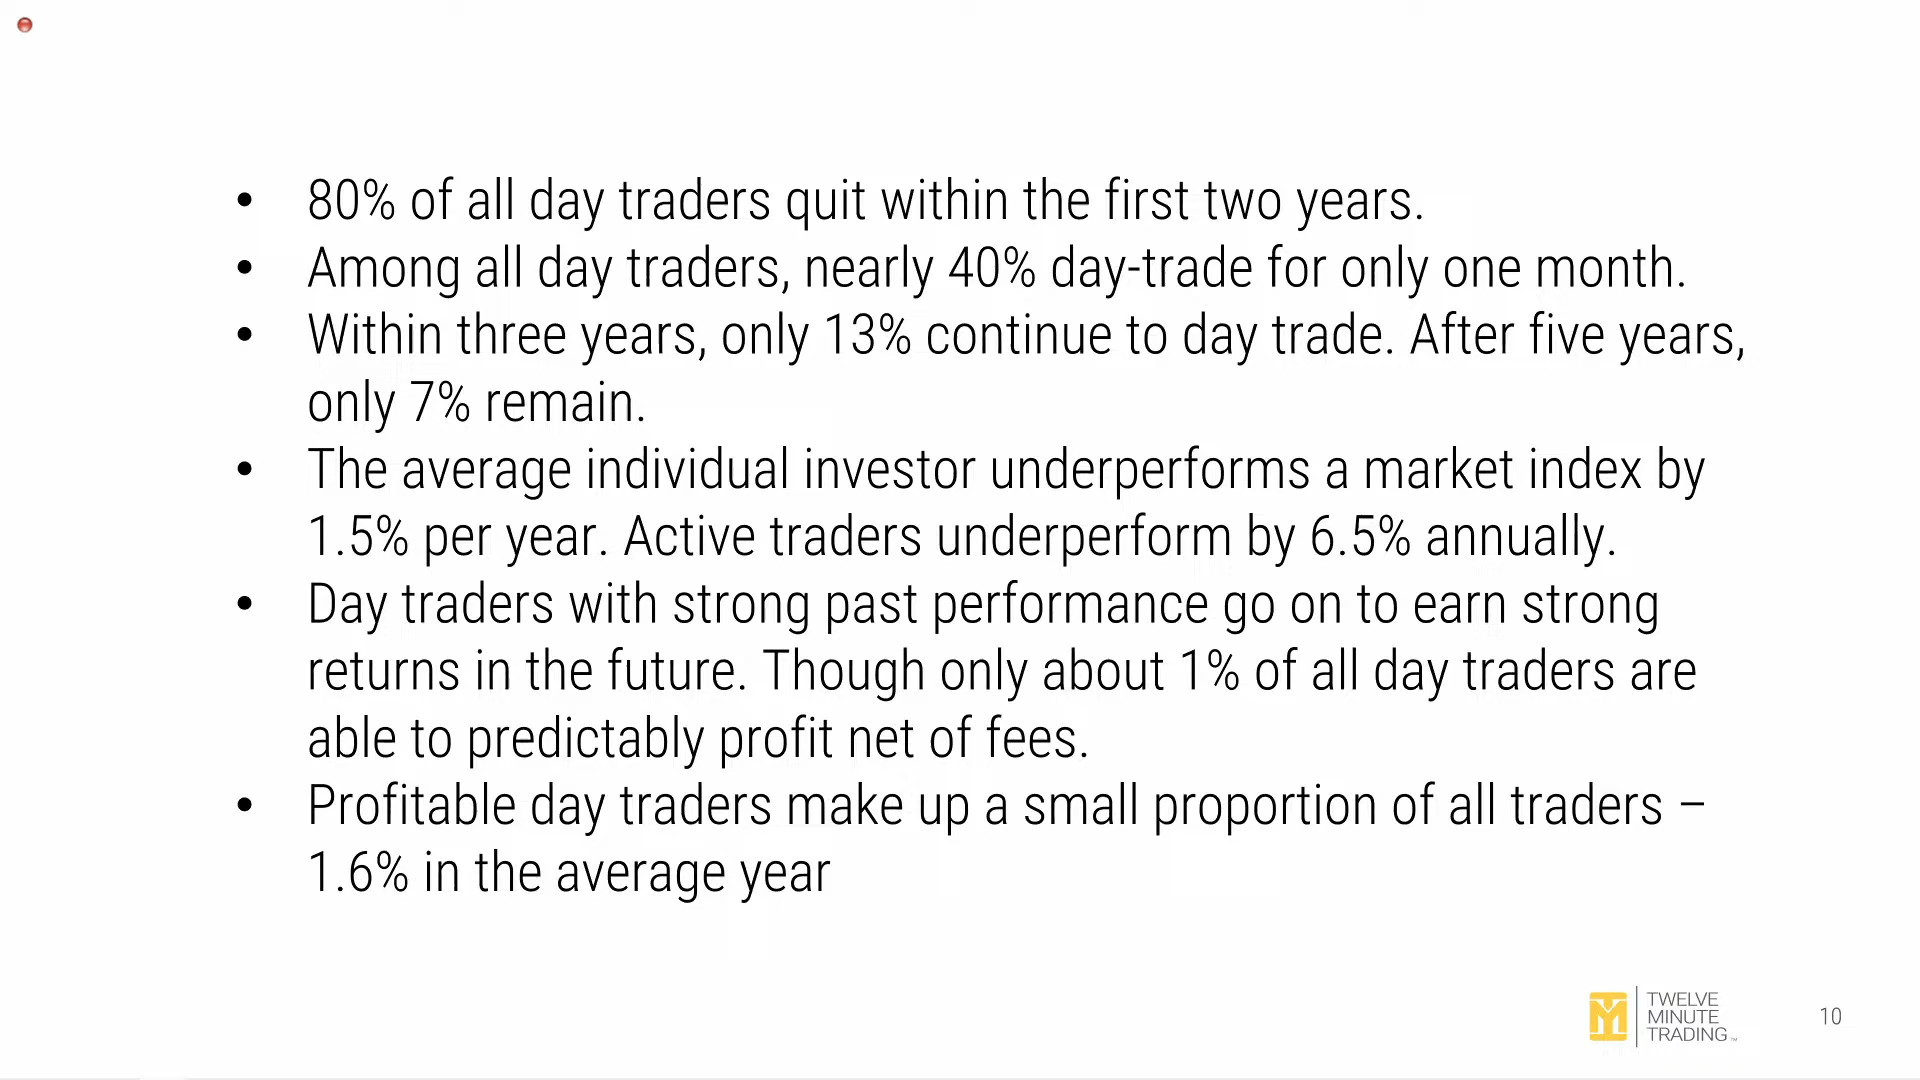 • 80% of all day traders quit within the first two years.
• Among all day traders, nearly 40% day-trade for only one month.
• Within three years, only 13% continue to day trade. After five years,
only 7% remain.
• The average individual investor underperforms a market index by
1.5% per year. Active traders underperform by 6.5% annually.
• Day traders with strong past performance go on to earn strong
returns in the future. Though only about 1% of all day traders are
able to predictably profit net of fees.
• Profitable day traders make up a small proportion of all traders –
1.6% in the average year
TWELVE
MINUTE
TRADING™
10